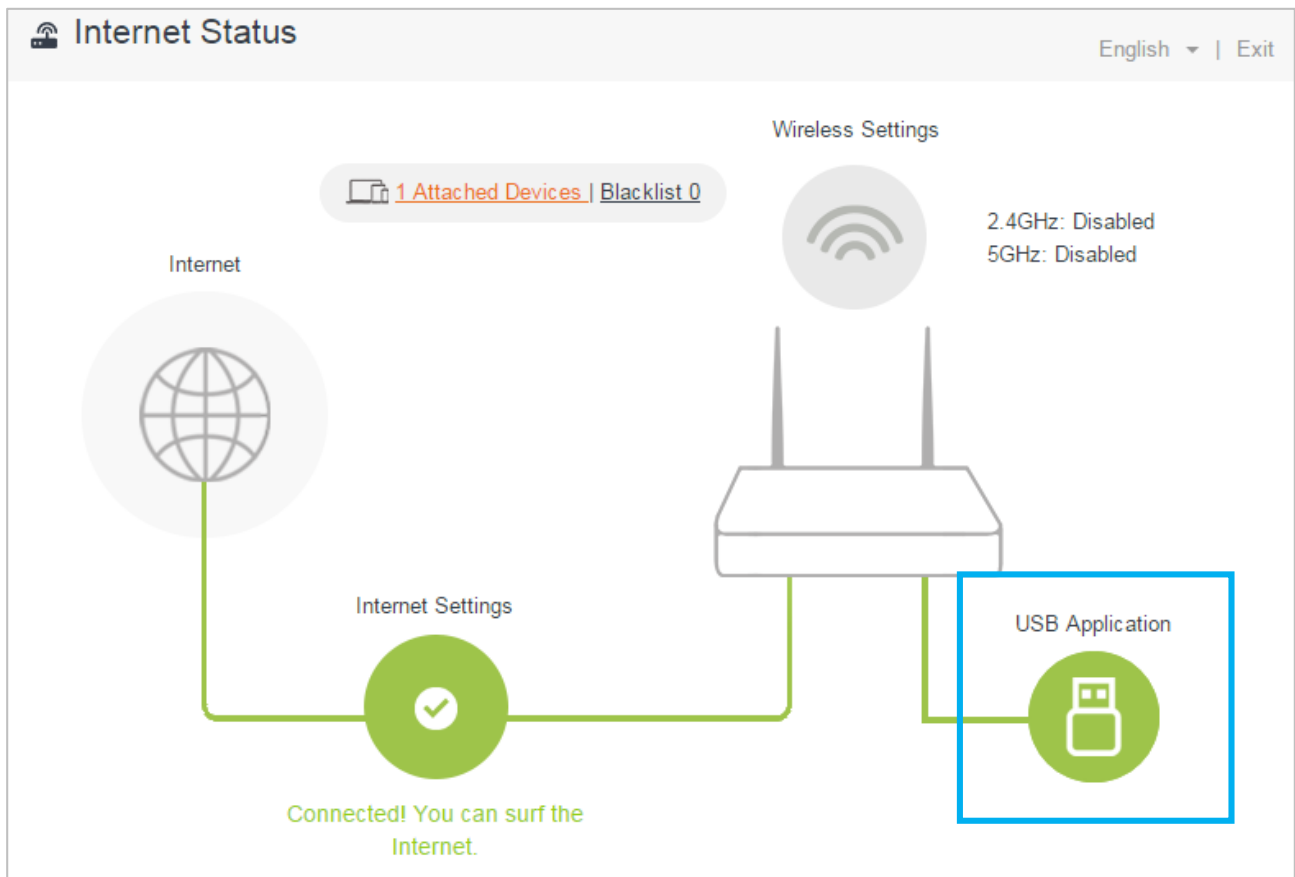 Internet Status
English | Exit
Wireless Settings
1 Attached Devices | Blacklist 0
2.4GHz: Disabled
5GHz: Disabled
Internet
Internet Settings
USB Application
Connected! You can surf the
Internet.